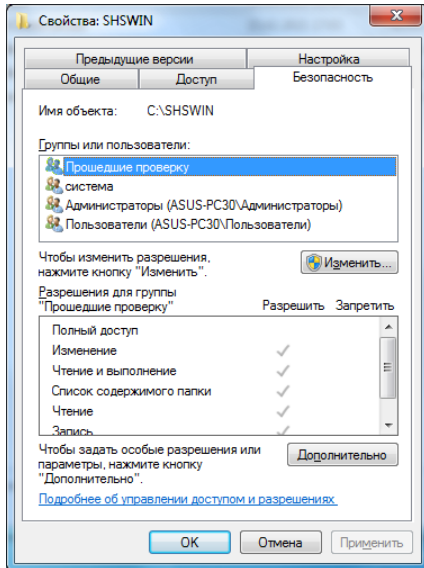 Свойства: SHSWIN
Предыдущие версии Настройка
Общие Доступ Безопасность
Имя объекта: C:\SHSWIN
Группы или пользователи:
Прошедшие проверку
система
Администраторы (ASUS-PC30\Администраторы)
Пользователи (ASUS-PC30\Пользователи)
Чтобы изменить разрешения,
нажмите кнопку "Изменить".
Изменить...
Разрешения для группы
"Прошедшие проверку" Разрешить Запретить
Полный доступ
Изменение
Чтение и выполнение
Список содержимого папки
Чтение
Запись
Чтобы задать особые разрешения или
параметры, нажмите кнопку
"Дополнительно".
Дополнительно
Подробнее об управлении доступом и разрешениях
OK Отмена Применить